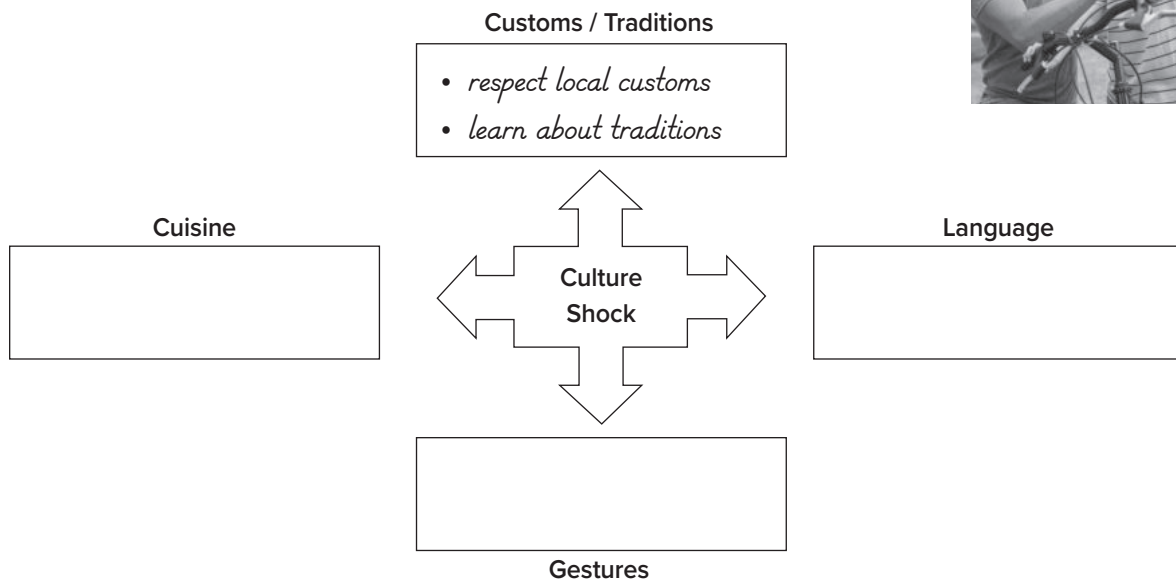 Customs / Traditions
• respect local customs
• learn about traditions
Cuisine
Language
Culture
Shock
Gestures